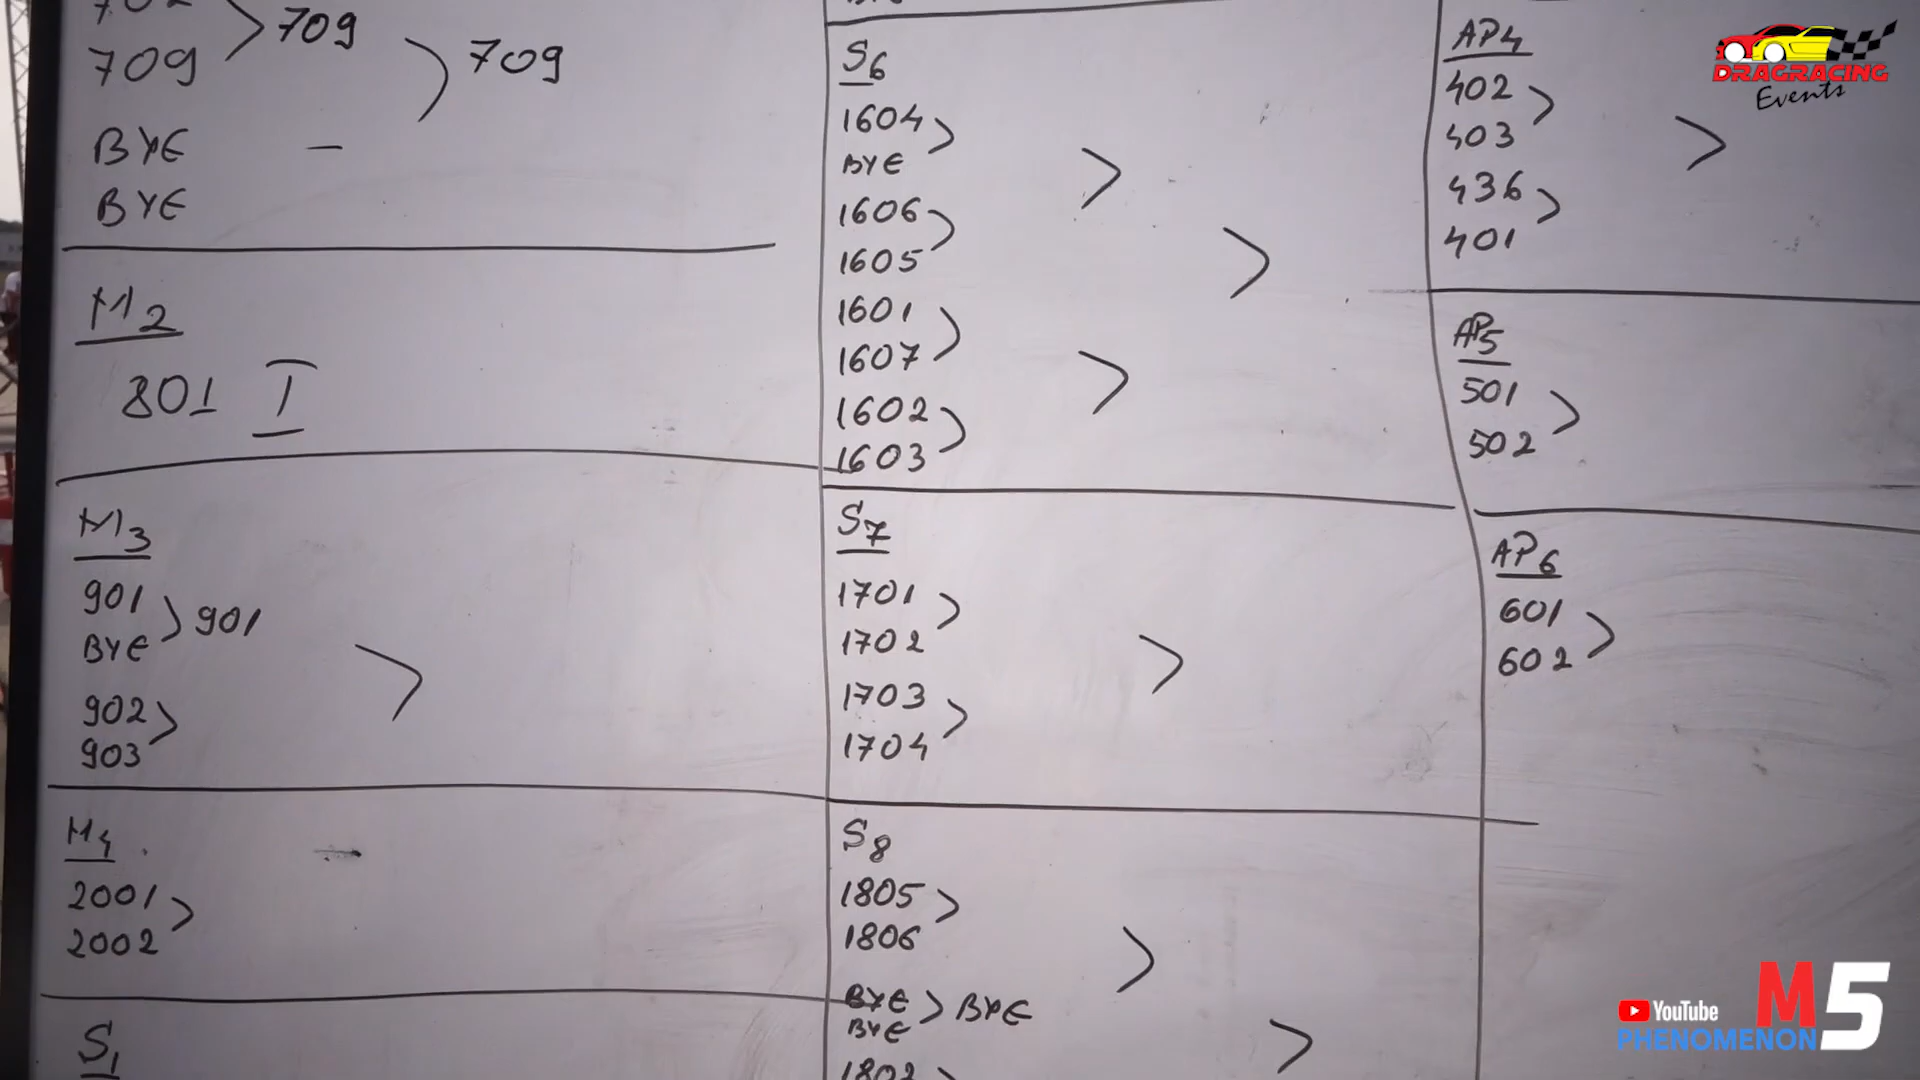 709
709
709
BYE —
BYE
M2
801 I
M3
901
BYE
901
902
903
M4
2001
2002
S1
S6
1604
BYE
1606
1605
1601
1607
1602
1603
S7
1701
1702
1703
1704
S8
1805
1806
BYE
BYE
BYE
1802
AP4
402
403
436
401
AP5
501
502
AP6
601
602
DRAGRACING
Events
YouTube
PHENOMENON
M5